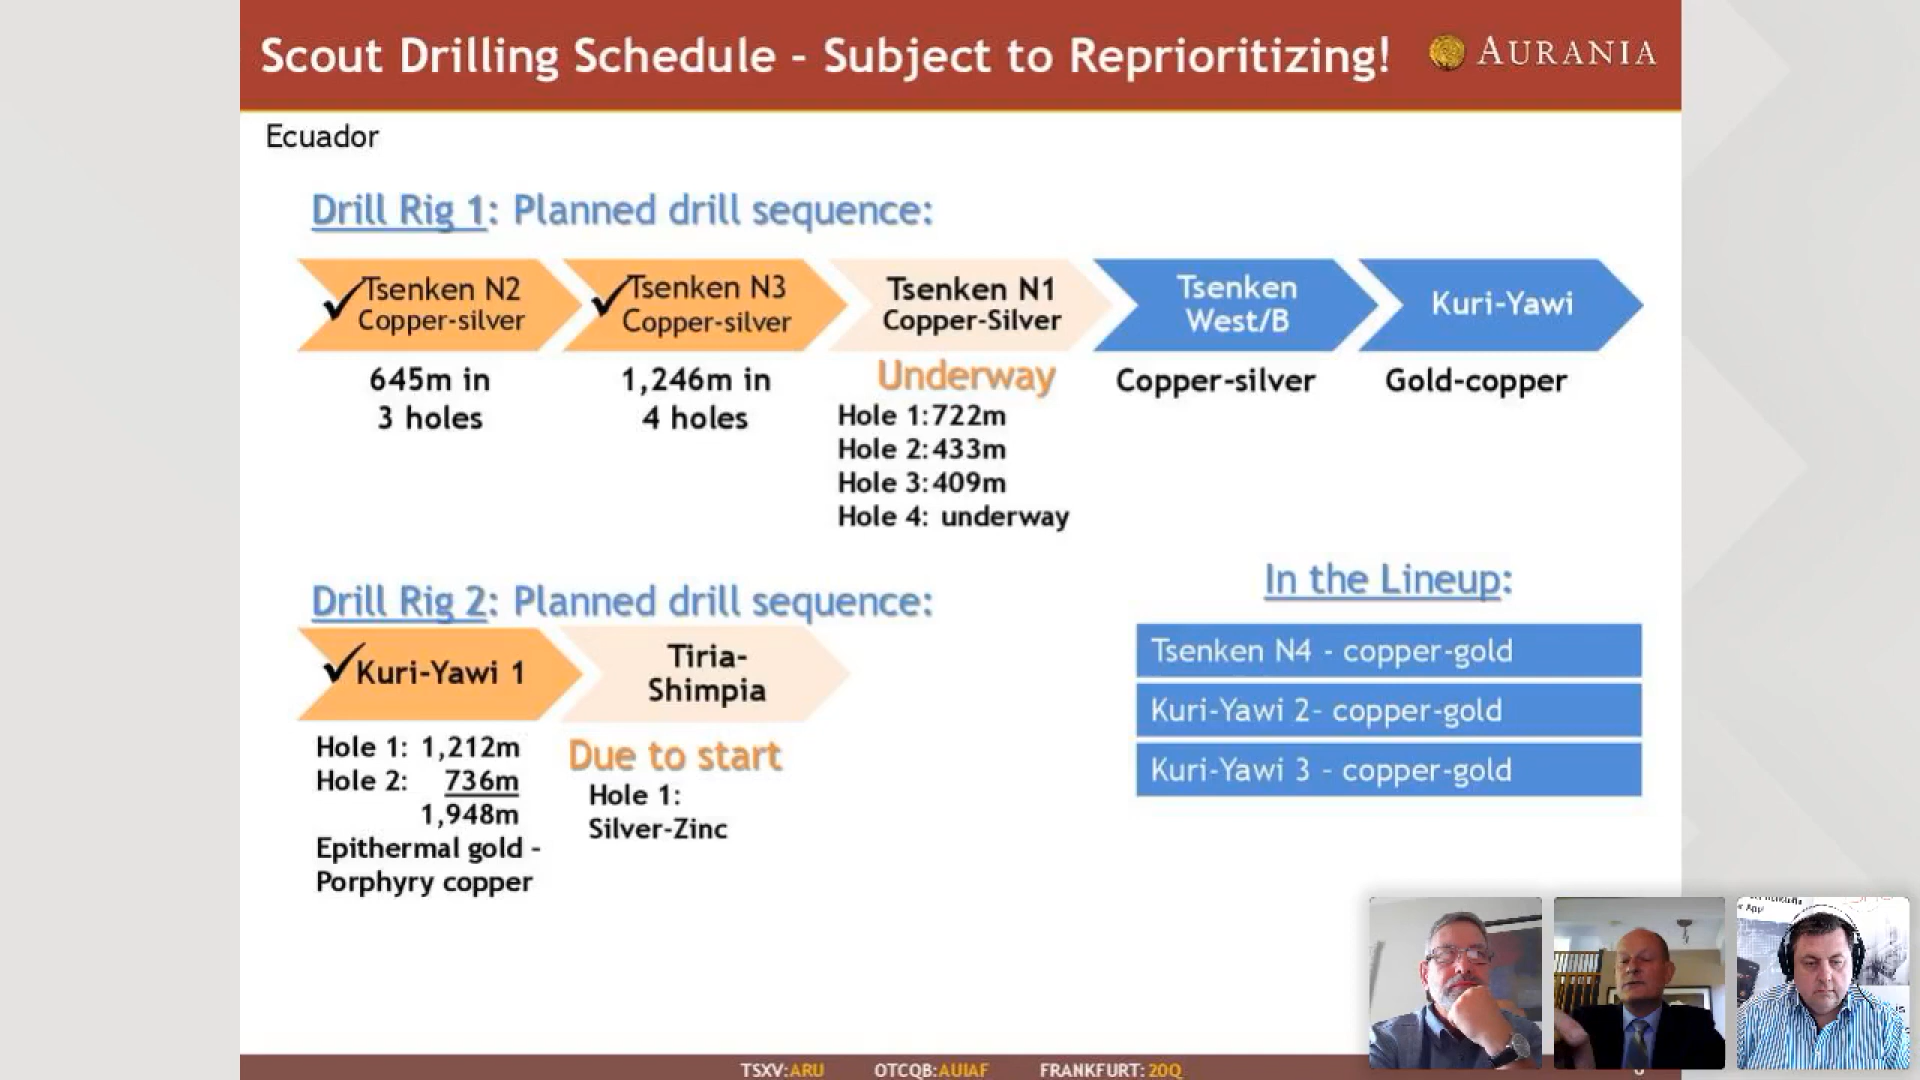 Scout Drilling Schedule - Subject to Reprioritizing!
AURANIA
Ecuador
Drill Rig 1: Planned drill sequence:
✓Tsenken N2
Copper-silver
645m in
3 holes
✓Tsenken N3
Copper-silver
1,246m in
4 holes
Tsenken N1
Copper-Silver
Underway
Hole 1:722m
Hole 2:433m
Hole 3:409m
Hole 4: underway
Tsenken
West/B
Copper-silver
Kuri-Yawi
Gold-copper
Drill Rig 2: Planned drill sequence:
✓Kuri-Yawi 1
Hole 1: 1,212m
Hole 2: 736m
1,948m
Epithermal gold -
Porphyry copper
Tiria-
Shimpia
Due to start
Hole 1:
Silver-Zinc
In the Lineup:
Tsenken N4 - copper-gold
Kuri-Yawi 2- copper-gold
Kuri-Yawi 3 - copper-gold
TSXV:ARU OTCQB:AUIAF FRANKFURT:20Q